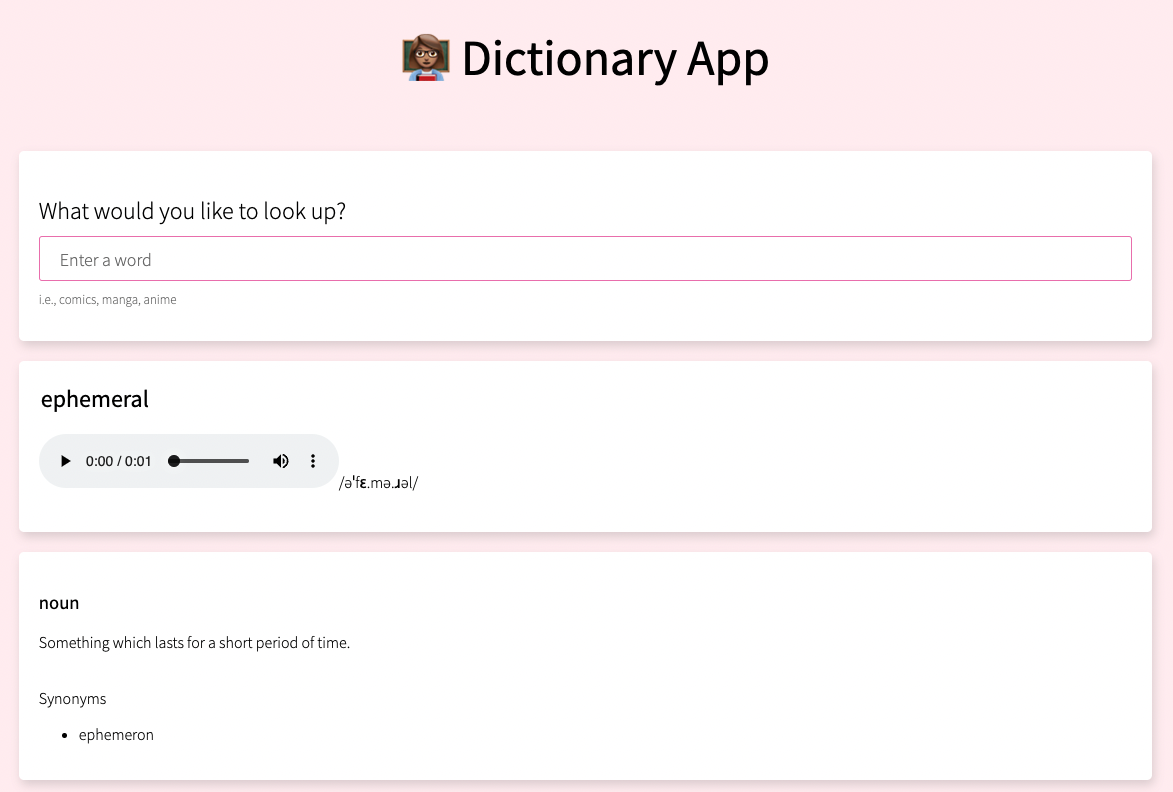 Dictionary App
What would you like to look up?
Enter a word
i.e., comics, manga, anime
ephemeral
0:00 / 0:01
/əˈfɛ.mə.ɹəl/
noun
Something which lasts for a short period of time.
Synonyms
ephemeron